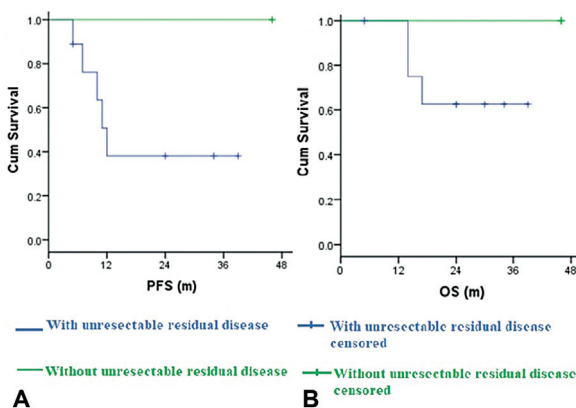 1.0
0.8
0.6
0.4
0.2
0.0
Cum Survival
0 12 24 36 48
PFS (m)
1.0
0.8
0.6
0.4
0.2
0.0
Cum Survival
0 12 24 36 48
OS (m)
With unresectable residual disease
With unresectable residual disease
censored
Without unresectable residual disease
Without unresectable residual disease
censored
A
B